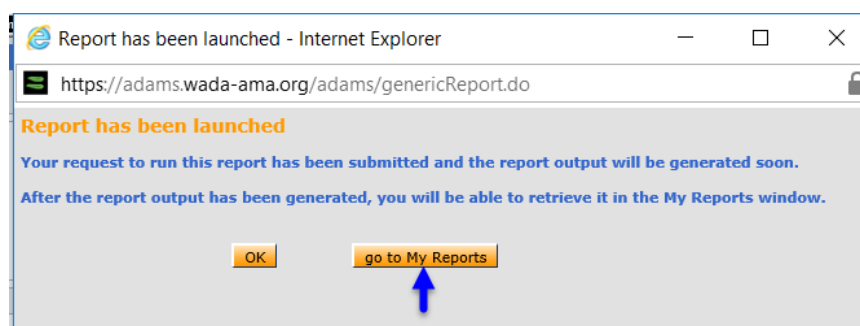 Report has been launched - Internet Explorer
https://adams.wada-ama.org/adams/genericReport.do
Report has been launched
Your request to run this report has been submitted and the report output will be generated soon.
After the report output has been generated, you will be able to retrieve it in the My Reports window.
OK go to My Reports